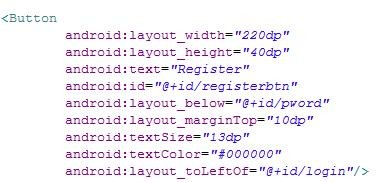 <Button
android:layout_width="220dp"
android:layout_height="40dp"
android:text="Register"
android:id="@+id/registerbtn"
android:layout_below="@+id/pword"
android:layout_marginTop="10dp"
android:textSize="13dp"
android:textColor="#000000"
android:layout_toLeftOf="@+id/login"/>